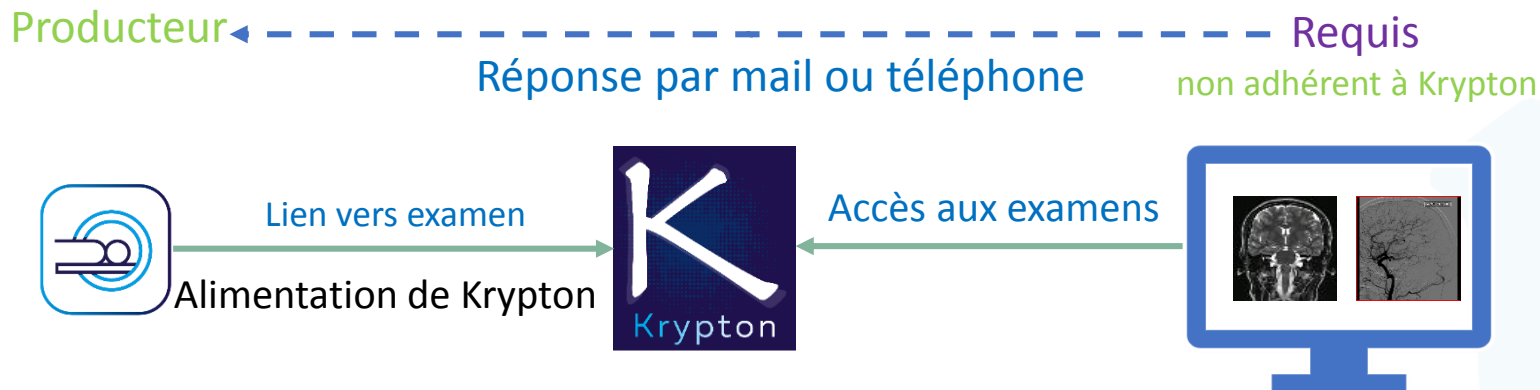 Producteur
Requis
Réponse par mail ou téléphone
non adhérent à Krypton
Lien vers examen
Accès aux examens
Alimentation de Krypton
K
Krypton